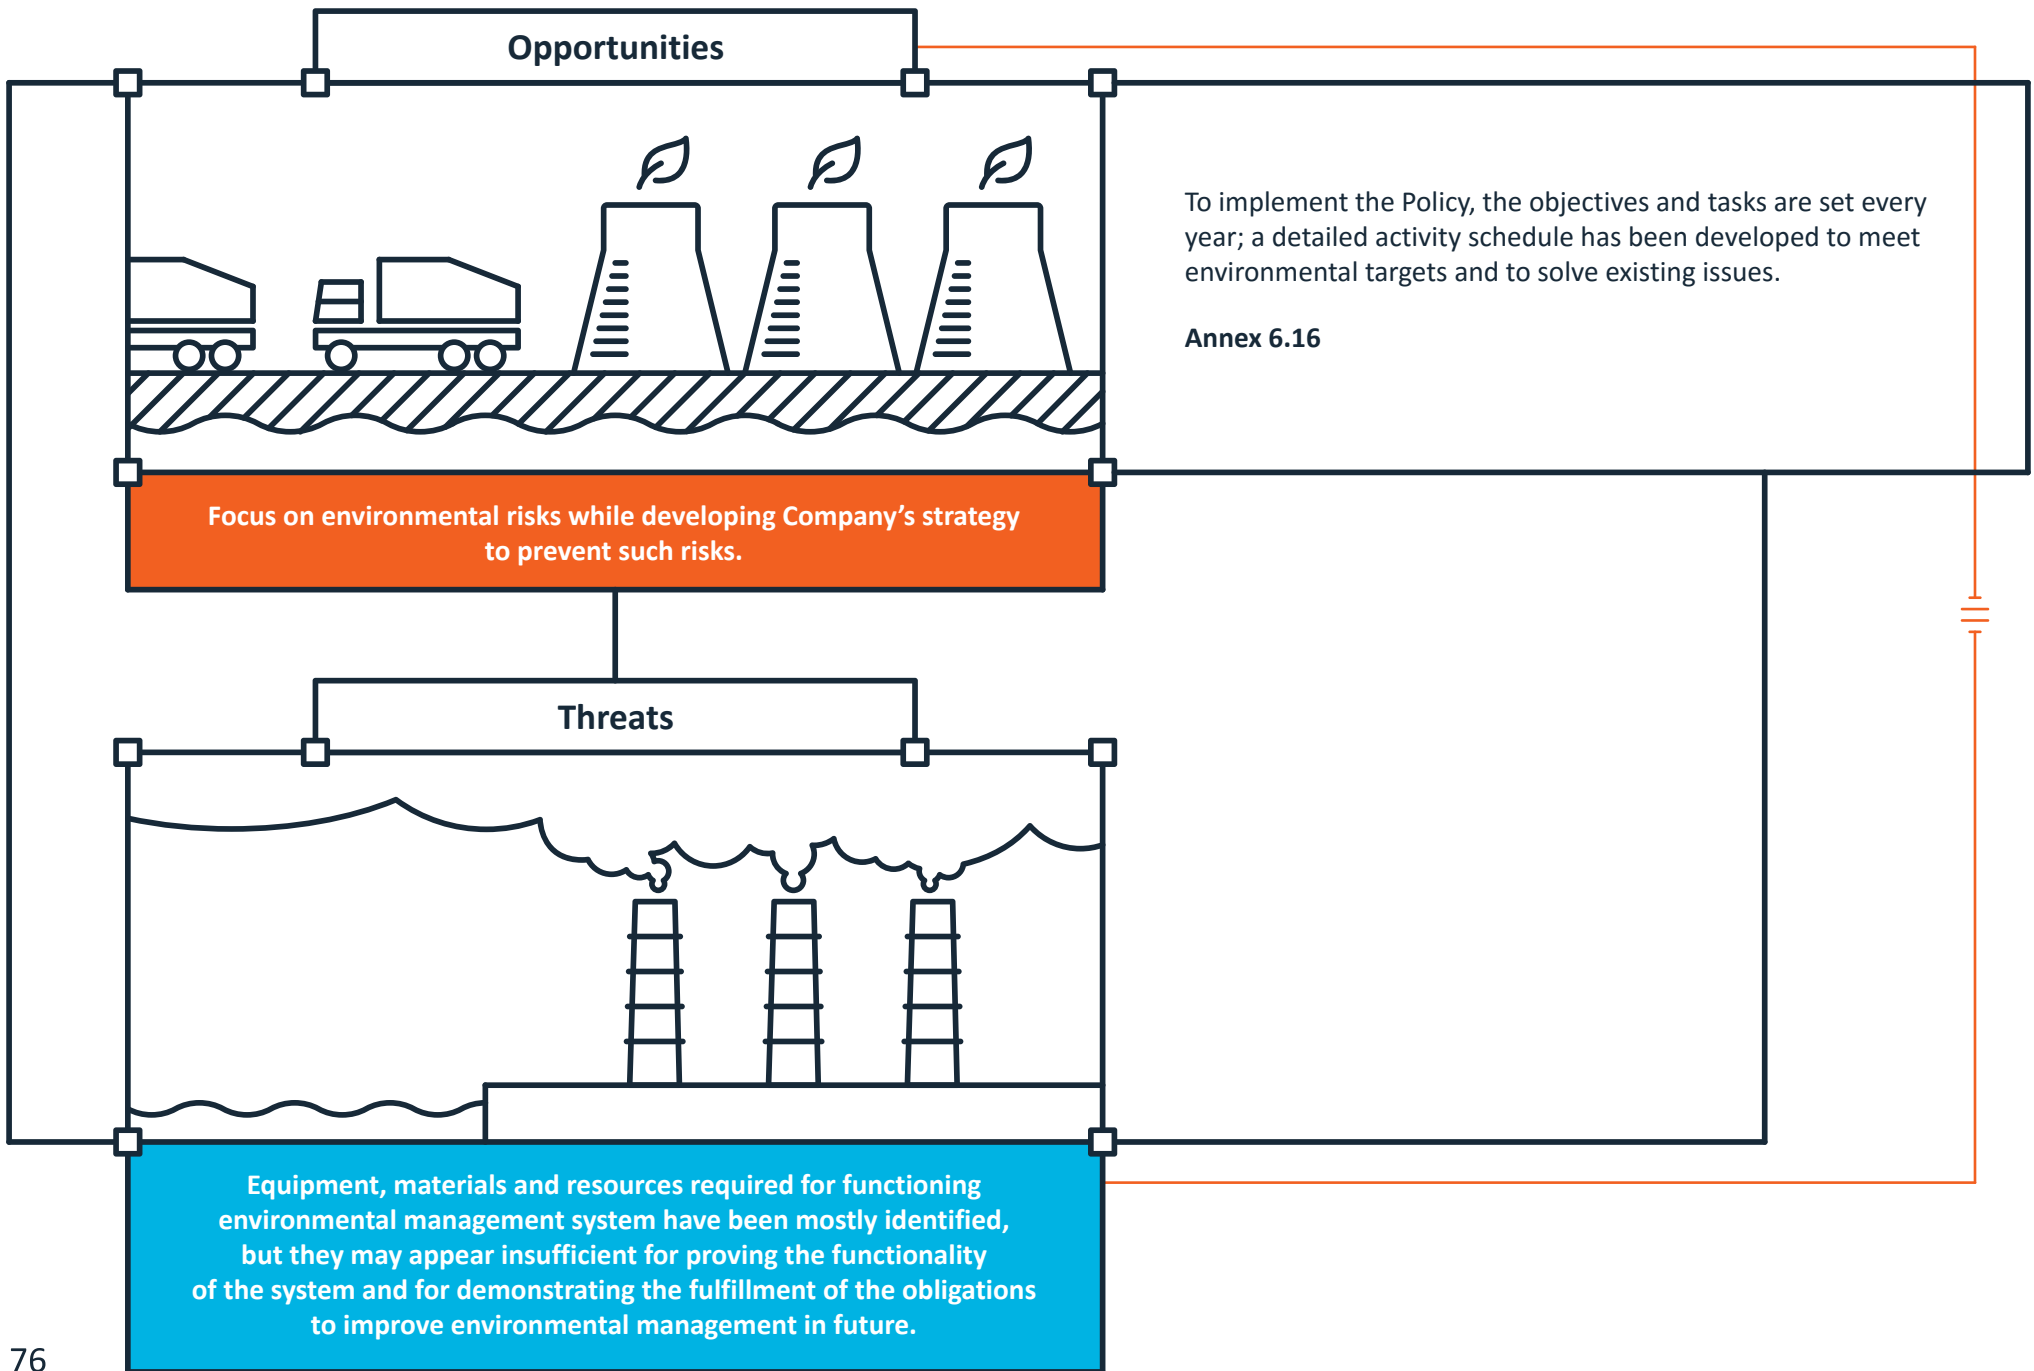 Opportunities
To implement the Policy, the objectives and tasks are set every
year; a detailed activity schedule has been developed to meet
environmental targets and to solve existing issues.
Annex 6.16
Focus on environmental risks while developing Company’s strategy
to prevent such risks.
Threats
Equipment, materials and resources required for functioning
environmental management system have been mostly identified,
but they may appear insufficient for proving the functionality
of the system and for demonstrating the fulfillment of the obligations
to improve environmental management in future.
76